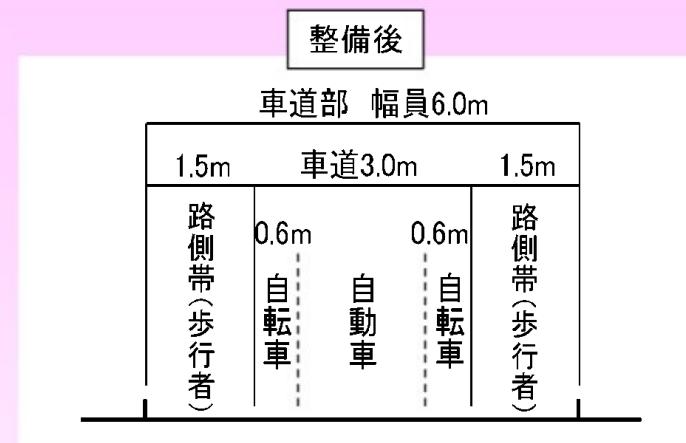 整備後
車道部 幅員6.0m
1.5m
車道3.0m
1.5m
路側帯(歩行者)
0.6m
自転車
自動車
0.6m
自転車
路側帯(歩行者)